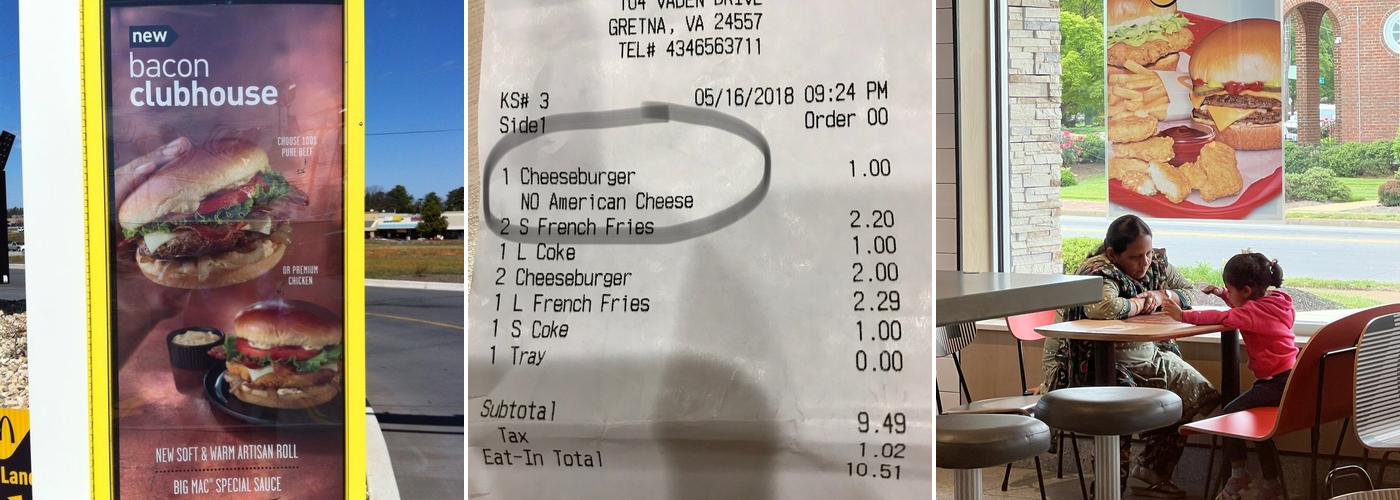 new
bacon
clubhouse
CHOOSE 100%
PURE BEEF
OR PREMIUM
CHICKEN
NEW SOFT & WARM ARTISAN ROLL
BIG MAC® SPECIAL SAUCE
104 VADEN DRIVE
GRETNA, VA 24557
TEL# 4346563711
KS# 3 05/16/2018 09:24 PM
Side1 Order 00
1 Cheeseburger 1.00
NO American Cheese
2 S French Fries 2.20
1 L Coke 1.00
2 Cheeseburger 2.00
1 L French Fries 2.29
1 S Coke 1.00
1 Tray 0.00
Subtotal 9.49
Tax 1.02
Eat-In Total 10.51